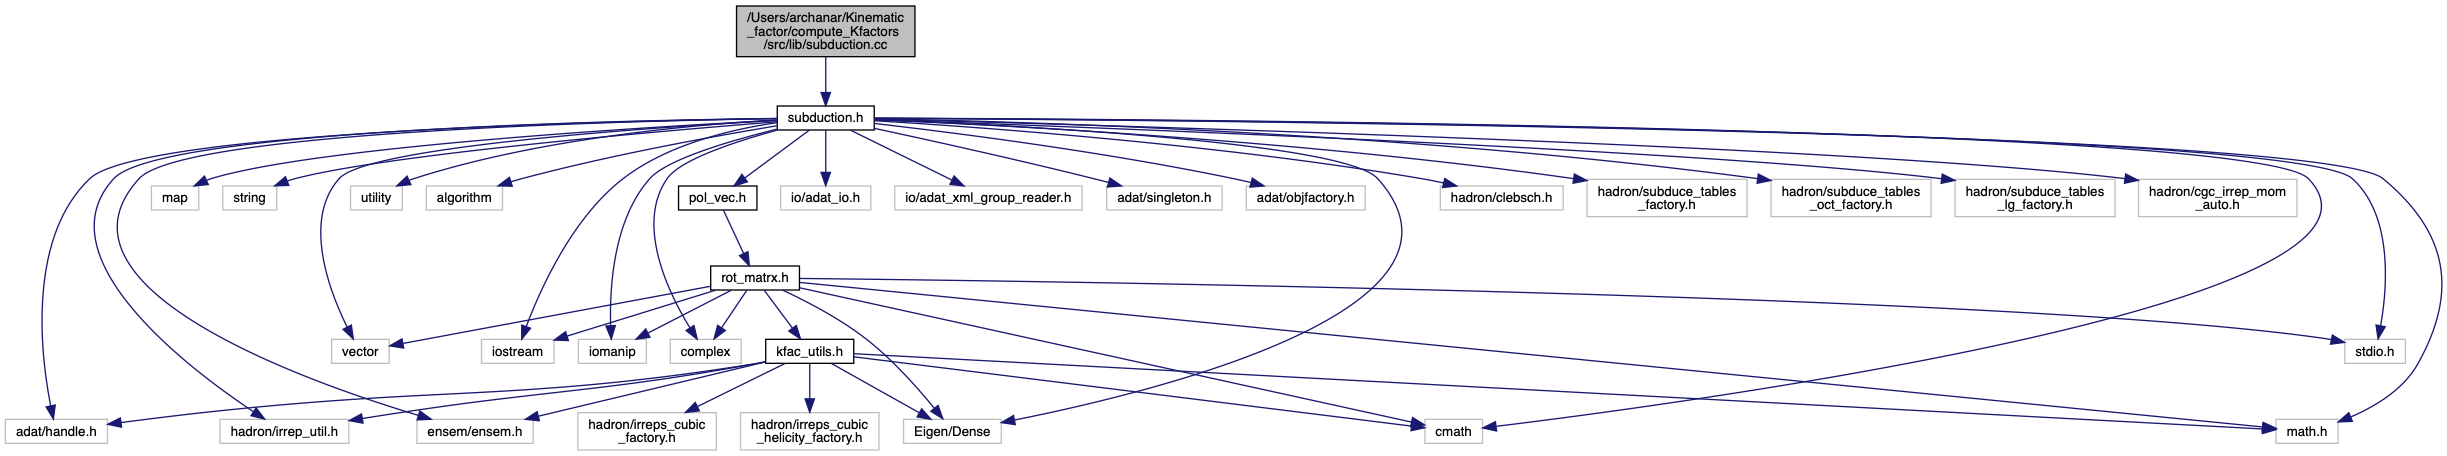 /Users/archanar/Kinematic
_factor/compute_Kfactors
/src/lib/subduction.cc
subduction.h
map
string
utility
algorithm
pol_vec.h
io/adat_io.h
io/adat_xml_group_reader.h
adat/singleton.h
adat/objfactory.h
hadron/clebsch.h
hadron/subduce_tables
_factory.h
hadron/subduce_tables
_oct_factory.h
hadron/subduce_tables
_lg_factory.h
hadron/cgc_irrep_mom
_auto.h
rot_matrx.h
vector
iostream
iomanip
complex
kfac_utils.h
stdio.h
adat/handle.h
hadron/irrep_util.h
ensem/ensem.h
hadron/irreps_cubic
_factory.h
hadron/irreps_cubic
_helicity_factory.h
Eigen/Dense
cmath
math.h